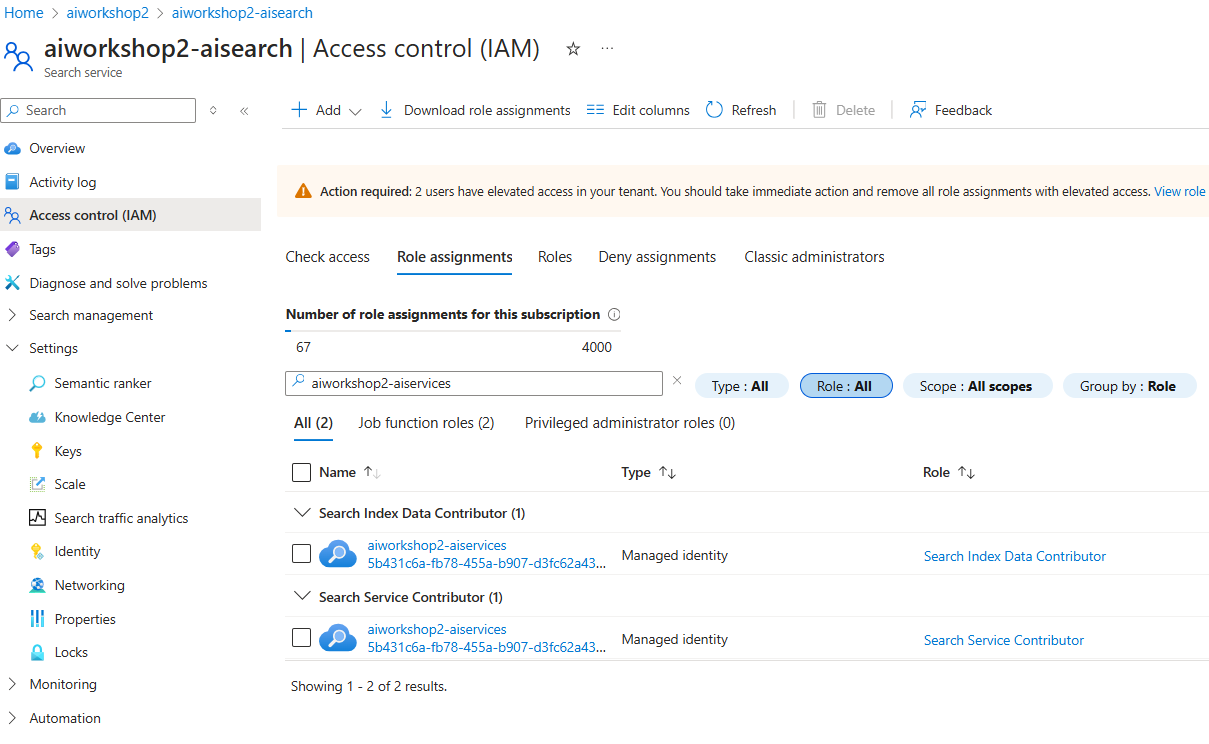 Home > aiworkshop2 > aiworkshop2-aisearch
aiworkshop2-aisearch | Access control (IAM)
Search service
Search
Overview
Activity log
Access control (IAM)
Tags
Diagnose and solve problems
Search management
Settings
Semantic ranker
Knowledge Center
Keys
Scale
Search traffic analytics
Identity
Networking
Properties
Locks
Monitoring
Automation
Add Download role assignments Edit columns Refresh Delete Feedback
Action required: 2 users have elevated access in your tenant. You should take immediate action and remove all role assignments with elevated access. View role
Check access Role assignments Roles Deny assignments Classic administrators
Number of role assignments for this subscription
67 4000
aiworkshop2-aiservices Type : All Role : All Scope : All scopes Group by : Role
All (2) Job function roles (2) Privileged administrator roles (0)
Name Type Role
Search Index Data Contributor (1)
aiworkshop2-aiservices
5b431c6a-fb78-455a-b907-d3fc62a43... Managed identity Search Index Data Contributor
Search Service Contributor (1)
aiworkshop2-aiservices
5b431c6a-fb78-455a-b907-d3fc62a43... Managed identity Search Service Contributor
Showing 1 - 2 of 2 results.